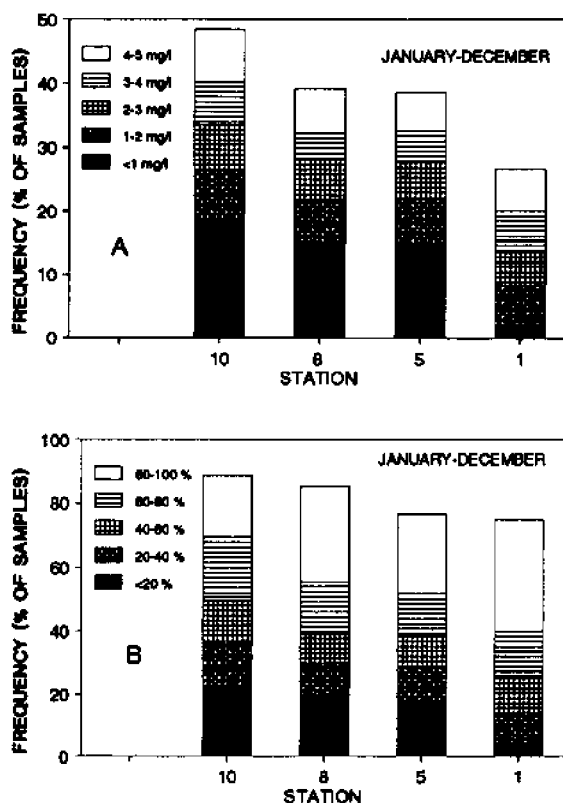 50
40
30
20
10
0
FREQUENCY (% OF SAMPLES)
4-5 mg/l
3-4 mg/l
2-3 mg/l
1-2 mg/l
<1 mg/l
JANUARY-DECEMBER
A
10 8 5 1
STATION
100
80
60
40
20
0
FREQUENCY (% OF SAMPLES)
80-100 %
60-80 %
40-60 %
20-40 %
<20 %
JANUARY-DECEMBER
B
10 8 5 1
STATION